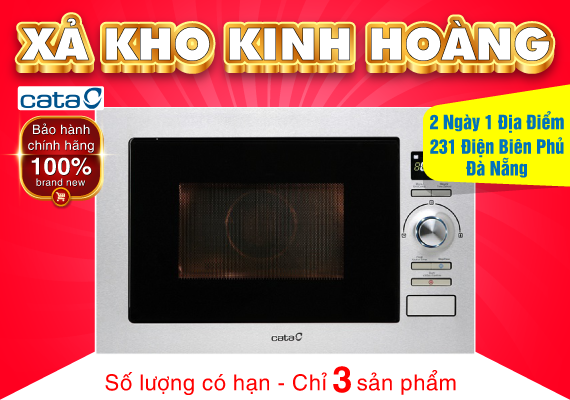 XẢ KHO KINH HOÀNG
cata
Bảo hành
chính hãng
100%
brand new
2 Ngày 1 Địa Điểm
231 Điện Biên Phủ
Đà Nẵng
cata
Số lượng có hạn - Chỉ 3 sản phẩm